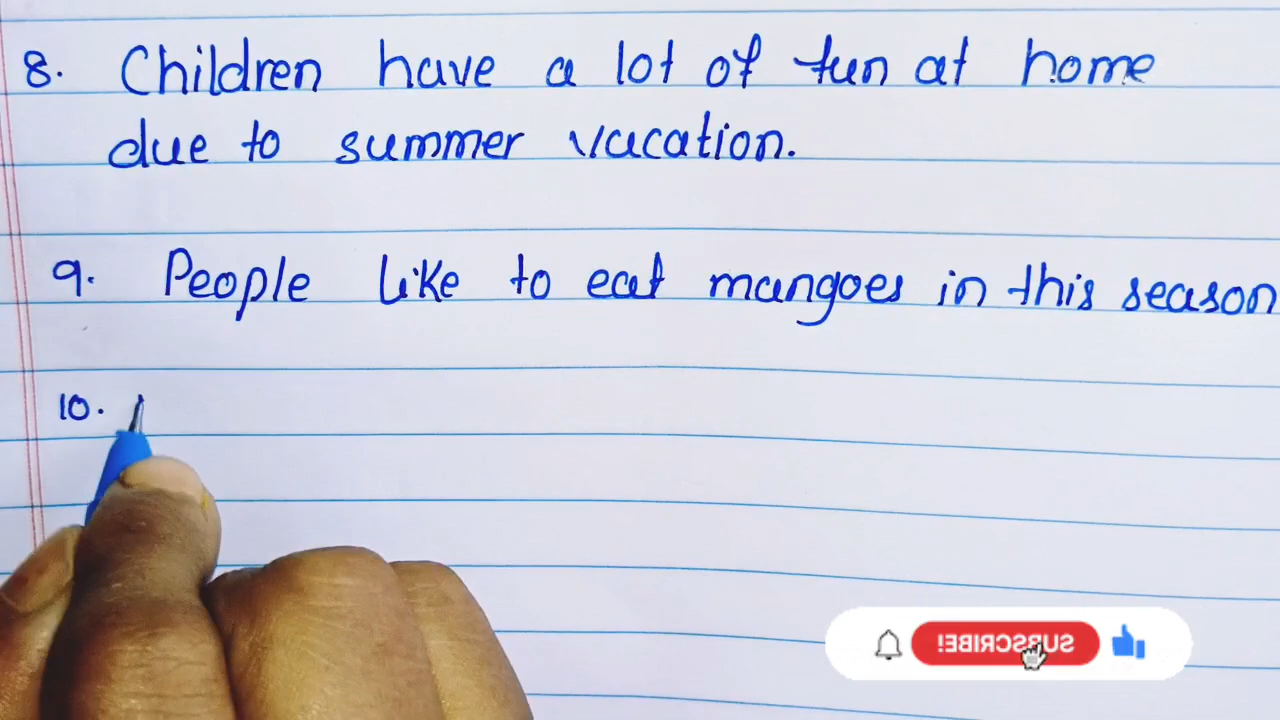 8. Children have a lot of fun at home
due to summer vacation.
9. People like to eat mangoes in this season
10.
SUBSCRIBE!